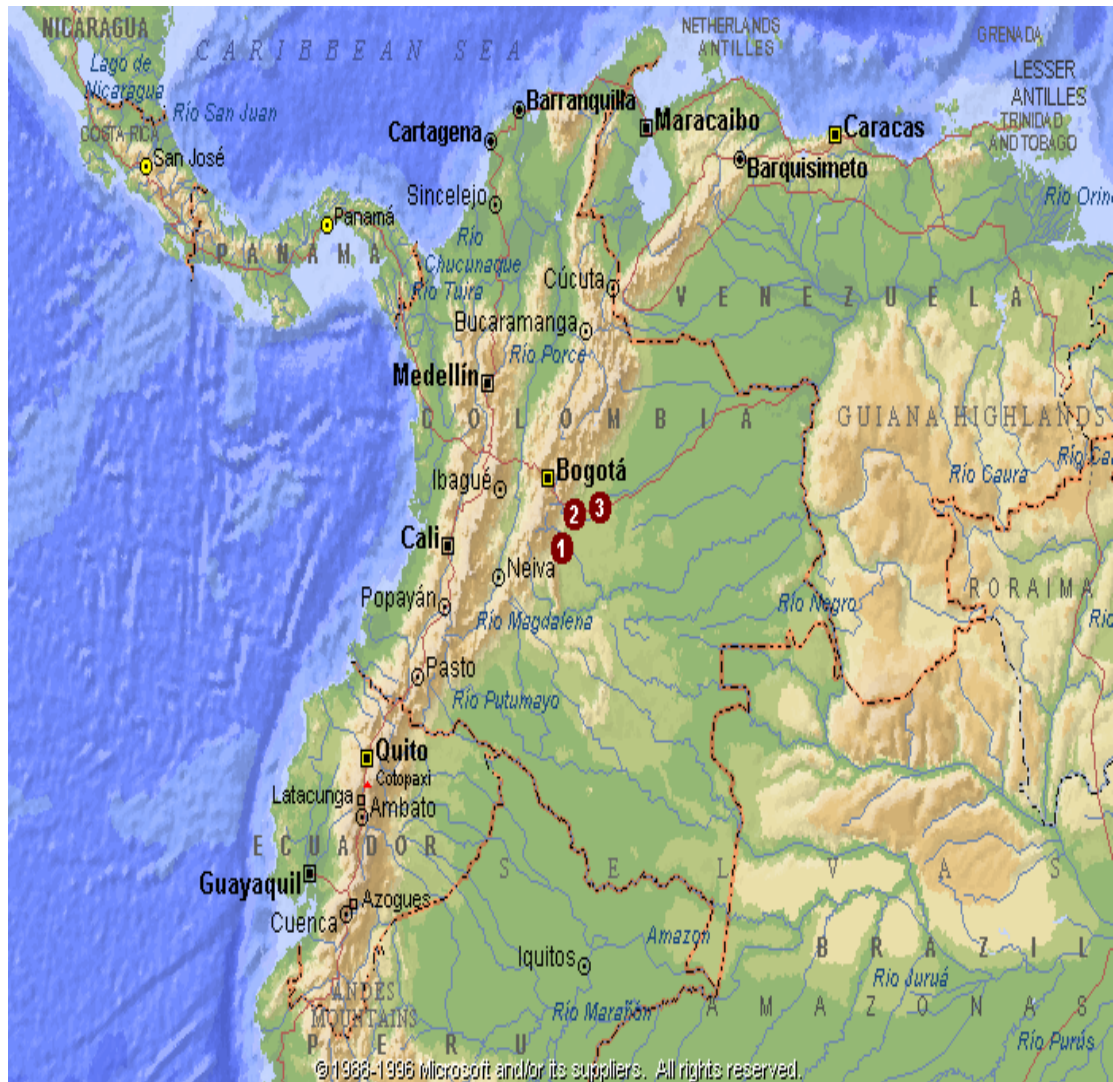 NICARAGUA
Lago de
Nicaragua
CARIBBEAN SEA
NETHERLANDS
ANTILLES
GRENADA
LESSER
ANTILLES
TRINIDAD
AND TOBAGO
Río San Juan
COSTA RICA
San José
Barranquilla
Cartagena
Maracaibo
Caracas
Barquisimeto
Sincelejo
Panamá
PANAMA
Río
Chucunaque
Río Tuira
Río Orin
Cúcuta
VENEZUELA
Bucaramanga
Río Porce
Medellín
COLOMBIA
GUIANA HIGHLANDS
Bogotá
Ibagué
Río Caura
Río Ca
2
3
Cali
1
Neiva
Popayán
Río Magdalena
Río Negro
RORAIMA
Río
Pasto
Río Putumayo
Quito
Cotopaxi
Latacunga
Ambato
ECUADOR
SELVAS
Guayaquil
Azogues
Cuenca
Iquitos
Amazon
BRAZIL
Río Juruá
ANDES
MOUNTAINS
Río Marañón
AMAZONAS
PERU
Río Purús
©1988-1996 Microsoft and/or its suppliers. All rights reserved.